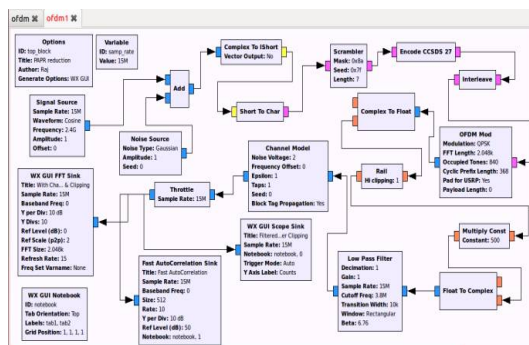 ofdm
ofdm1
Options
ID: top_block
Title: PAPR reduction
Author: Raj
Generate Options: WX GUI
Variable
ID: samp_rate
Value: 15M
Complex To IShort
Vector Output: No
Scrambler
Mask: 0x8a
Seed: 0x7f
Length: 7
Encode CCSDS 27
Interleave
Add
Short To Char
Signal Source
Sample Rate: 15M
Waveform: Cosine
Frequency: 2.4G
Amplitude: 1
Offset: 0
Noise Source
Noise Type: Gaussian
Amplitude: 1
Seed: 0
Complex To Float
OFDM Mod
Modulation: QPSK
FFT Length: 2.048k
Occupied Tones: 840
Cyclic Prefix Length: 368
Pad for USRP: Yes
Payload Length: 0
Channel Model
Noise Voltage: 2
Frequency Offset: 0
Epsilon: 1
Taps: 1
Seed: 0
Block Tag Propagation: Yes
Rail
Hi clipping: 1
Throttle
Sample Rate: 15M
WX GUI FFT Sink
Title: With Cha... & Clipping
Sample Rate: 15M
Baseband Freq: 0
Y per Div: 10 dB
Y Divs: 10
Ref Level (dB): 0
Ref Scale (p2p): 2
FFT Size: 2.048k
Refresh Rate: 15
Freq Set Varname: None
WX GUI Scope Sink
Title: Filtered...er Clipping
Sample Rate: 15M
Notebook: notebook, 0
Trigger Mode: Auto
Y Axis Label: Counts
Multiply Const
Constant: 500
Low Pass Filter
Decimation: 1
Gain: 1
Sample Rate: 15M
Cutoff Freq: 3.8M
Transition Width: 10k
Window: Rectangular
Beta: 6.76
Float To Complex
Fast AutoCorrelation Sink
Title: Fast AutoCorrelation
Sample Rate: 15M
Baseband Freq: 0
Size: 512
Rate: 10
Y per Div: 10 dB
Ref Level (dB): 50
Notebook: notebook, 1
WX GUI Notebook
ID: notebook
Tab Orientation: Top
Labels: tab1, tab2
Grid Position: 1, 1, 1, 1